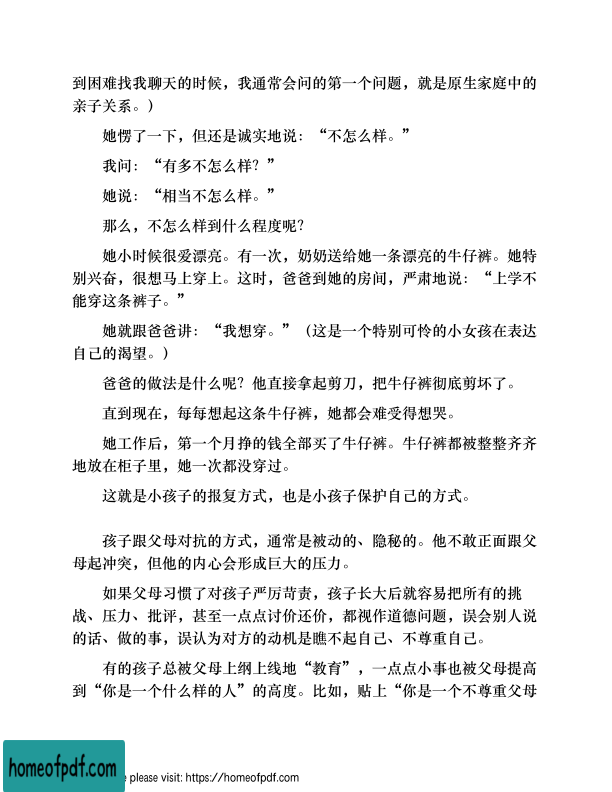 到困难找我聊天的时候，我通常会问的第一个问题，就是原生家庭中的
亲子关系。）
她愣了一下，但还是诚实地说：“不怎么样。”
我问：“有多不怎么样？”
她说：“相当不怎么样。”
那么，不怎么样到什么程度呢？
她小时候很爱漂亮。有一次，奶奶送给她一条漂亮的牛仔裤。她特
别兴奋，很想马上穿上。这时，爸爸到她的房间，严肃地说：“上学不
能穿这条裤子。”
她就跟爸爸讲：“我想穿。”（这是一个特别可怜的小女孩在表达
自己的渴望。）
爸爸的做法是什么呢？他直接拿起剪刀，把牛仔裤彻底剪坏了。
直到现在，每每想起这条牛仔裤，她都会难受得想哭。
她工作后，第一个月挣的钱全部买了牛仔裤。牛仔裤都被整整齐齐
地放在柜子里，她一次都没穿过。
这就是小孩子的报复方式，也是小孩子保护自己的方式。
孩子跟父母对抗的方式，通常是被动的、隐秘的。他不敢正面跟父
母起冲突，但他的内心会形成巨大的压力。
如果父母习惯了对孩子严厉苛责，孩子长大后就容易把所有的挑
战、压力、批评，甚至一点点讨价还价，都视作道德问题，误会别人说
的话、做的事，误认为对方的动机是瞧不起自己、不尊重自己。
有的孩子总被父母上纲上线地“教育”，一点点小事也被父母提高
到“你是一个什么样的人”的高度。比如，贴上“你是一个不尊重父母
homeofpdf.com
e please visit: https://homeofpdf.com